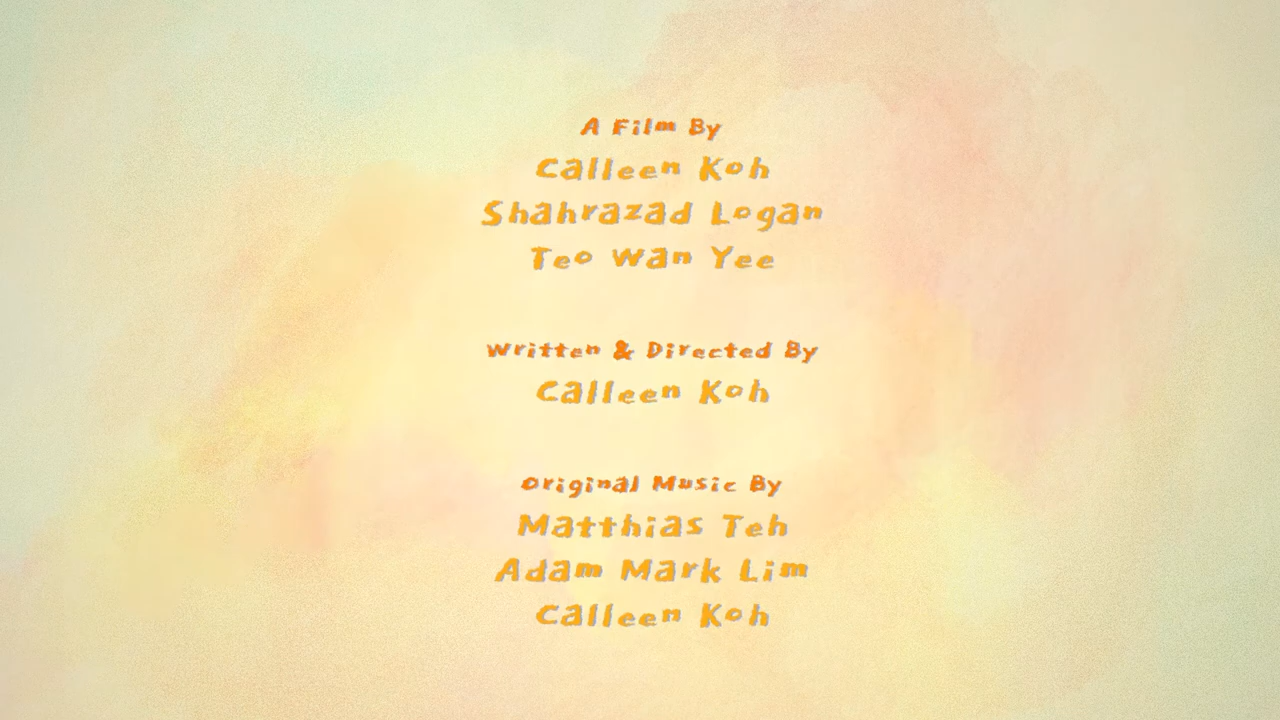 A Film By
Calleen Koh
Shahrazad Logan
Teo Wan Yee
Written & Directed By
Calleen Koh
Original Music By
Matthias Teh
Adam Mark Lim
Calleen Koh